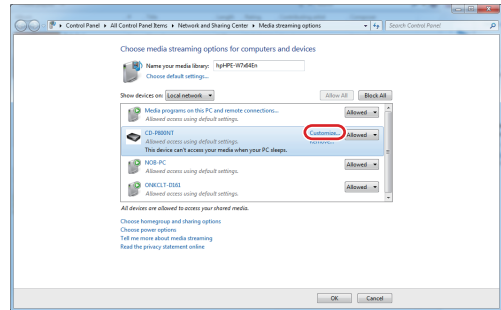 Control Panel ▸ All Control Panel Items ▸ Network and Sharing Center ▸ Media streaming options
Search Control Panel
Choose media streaming options for computers and devices
Name your media library: hpHPE-W7x64En
Choose default settings...
Show devices on: Local network
Allow All
Block All
Media programs on this PC and remote connections...
Allowed access using default settings.
Allowed
CD-P800NT
Allowed access using default settings.
This device can't access your media when your PC sleeps.
Customize...
Remove...
Allowed
NOB-PC
Allowed access using default settings.
Allowed
ONKCLT-D161
Allowed access using default settings.
Allowed
All devices are allowed to access your shared media.
Choose homegroup and sharing options
Choose power options
Tell me more about media streaming
Read the privacy statement online
OK
Cancel